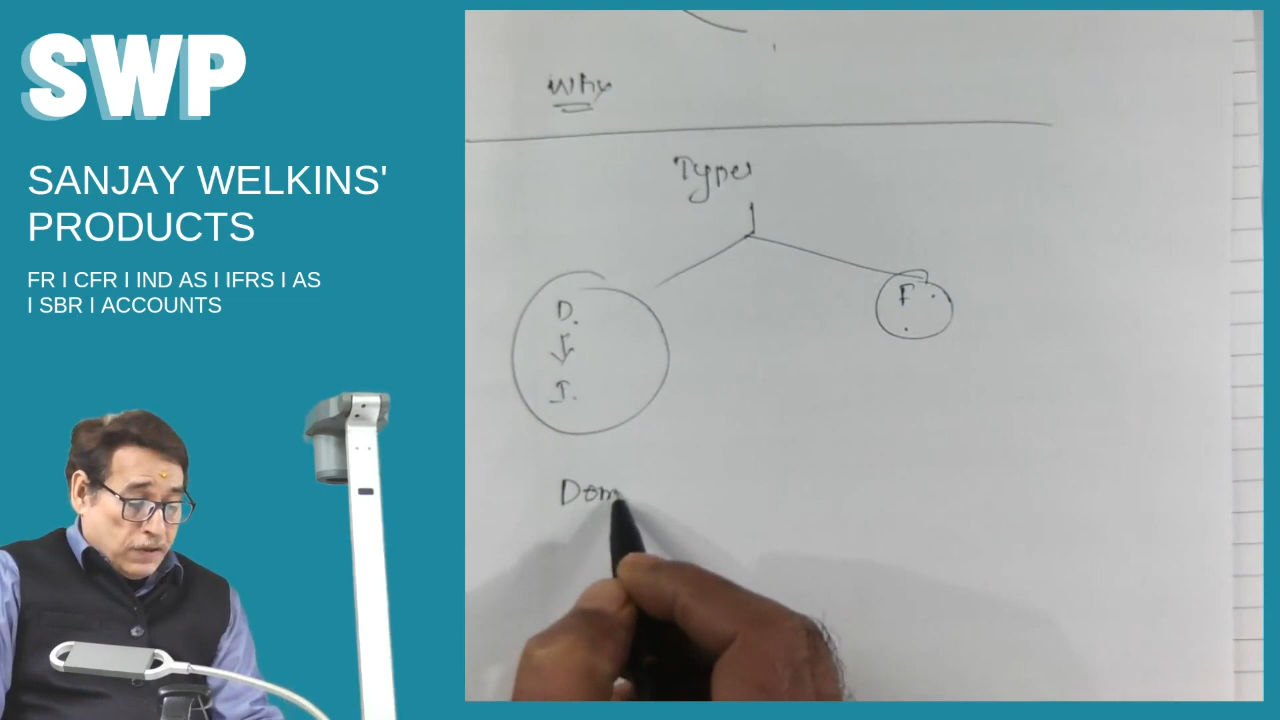 SWP
SANJAY WELKINS'
PRODUCTS
FR I CFR I IND AS I IFRS I AS
I SBR I ACCOUNTS
Why
Types
D.
I.
F.
Dom